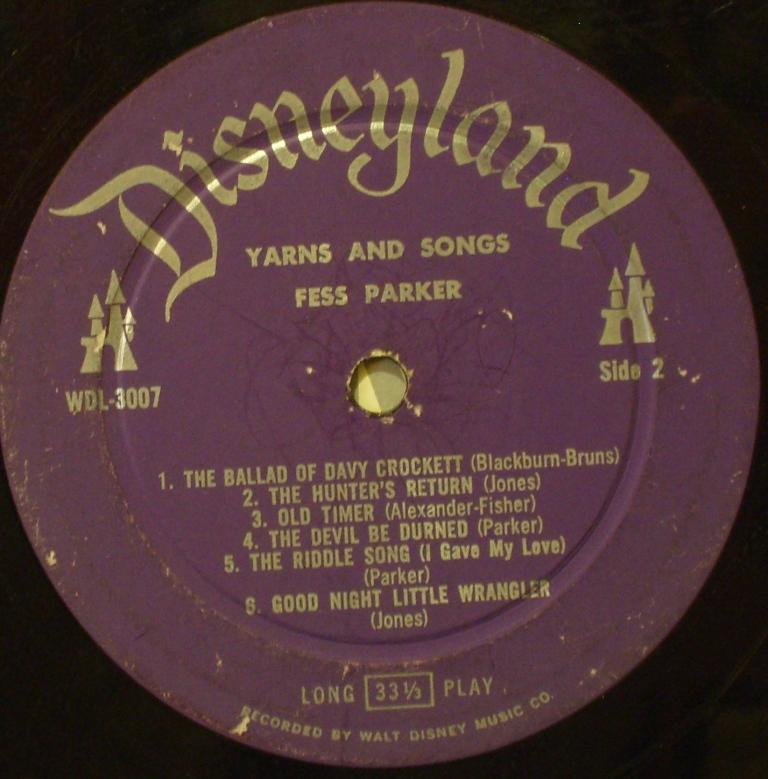 Disneyland
YARNS AND SONGS
FESS PARKER
WDL-3007
Side 2
1. THE BALLAD OF DAVY CROCKETT (Blackburn-Bruns)
2. THE HUNTER'S RETURN (Jones)
3. OLD TIMER (Alexander-Fisher)
4. THE DEVIL BE DURNED (Parker)
5. THE RIDDLE SONG (I Gave My Love)
(Parker)
6. GOOD NIGHT LITTLE WRANGLER
(Jones)
LONG 33⅓ PLAY
RECORDED BY WALT DISNEY MUSIC CO.